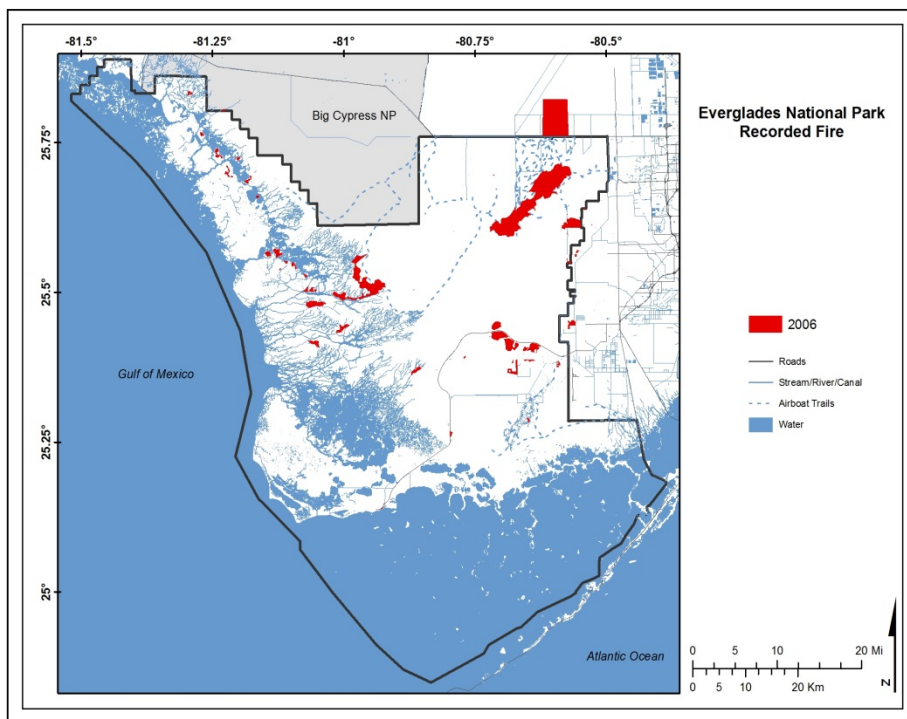 -81.5 -81.25 -81 -80.75 -80.5
Big Cypress NP
Everglades National Park
Recorded Fire
25.75
25.5
2006
Roads
Gulf of Mexico
Stream/River/Canal
Airboat Trails
Water
25.25°
25°
Atlantic Ocean
0 5 10 20 Mi
0 5 10 20 Km
N